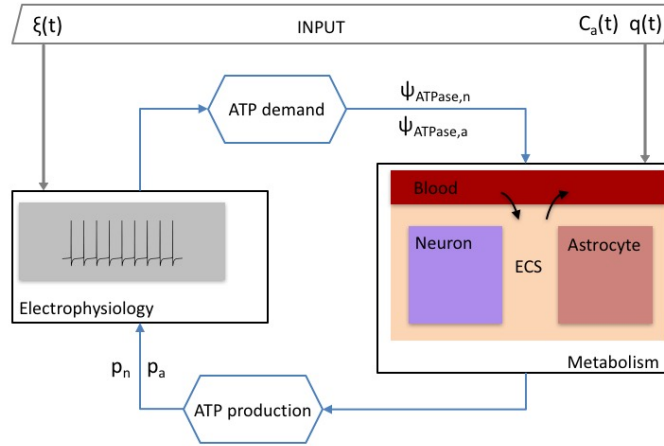 ξ(t) INPUT Cₐ(t) q(t)
ATP demand
ψATPase,n
ψATPase,a
Blood
Neuron
ECS
Astrocyte
Electrophysiology
Metabolism
pₙ pₐ
ATP production